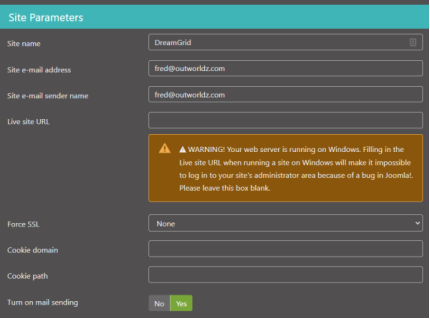 Site Parameters
Site name
DreamGrid
Site e-mail address
fred@outworldz.com
Site e-mail sender name
fred@outworldz.com
Live site URL
⚠ WARNING! Your web server is running on Windows. Filling in the
Live site URL when running a site on Windows will make it impossible
to log in to your site's administrator area because of a bug in Joomla!.
Please leave this box blank.
Force SSL
None
Cookie domain
Cookie path
Turn on mail sending
No Yes